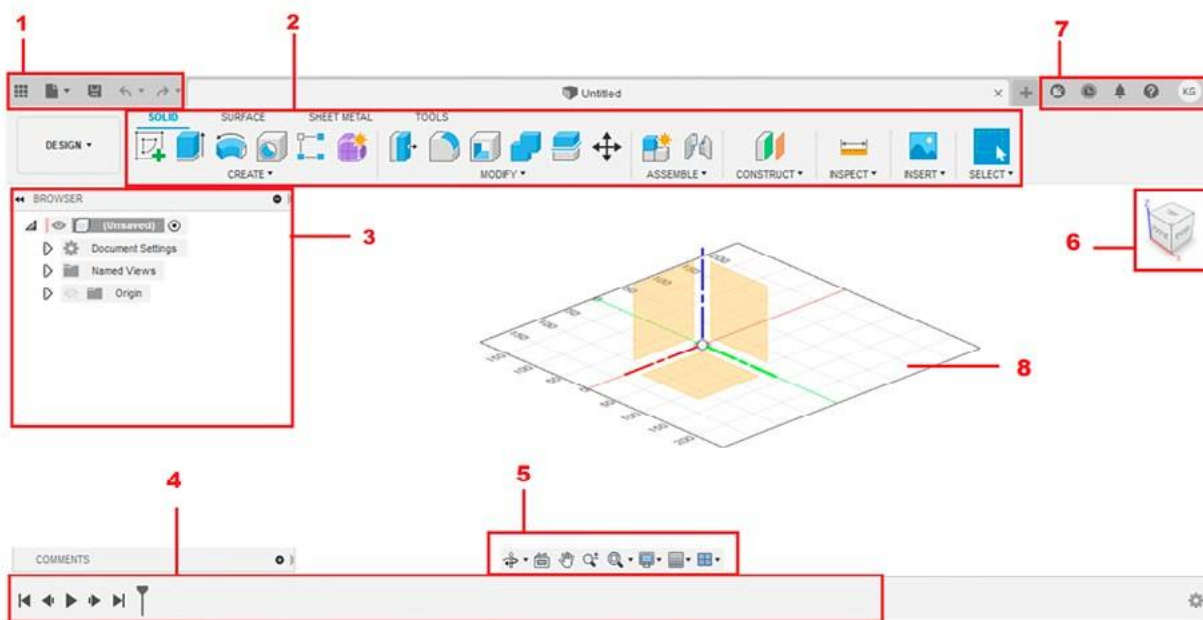 1
2
7
Untitled
KG
SOLID SURFACE SHEET METAL TOOLS
DESIGN
CREATE MODIFY ASSEMBLE CONSTRUCT INSPECT INSERT SELECT
BROWSER
(Unsaved)
3
6
Document Settings
Named Views
Origin
8
4
5
COMMENTS